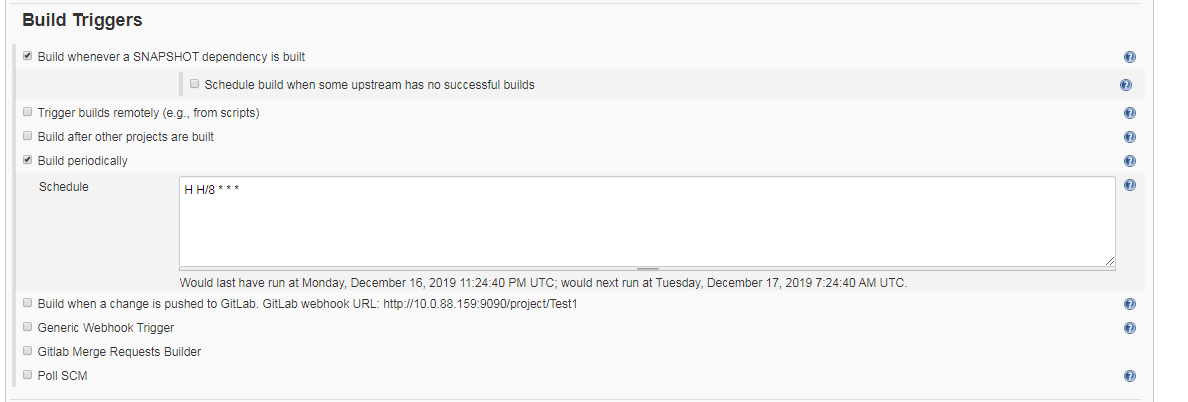 Build Triggers
Build whenever a SNAPSHOT dependency is built
Schedule build when some upstream has no successful builds
Trigger builds remotely (e.g., from scripts)
Build after other projects are built
Build periodically
Schedule
H H/8 * * *
Would last have run at Monday, December 16, 2019 11:24:40 PM UTC; would next run at Tuesday, December 17, 2019 7:24:40 AM UTC.
Build when a change is pushed to GitLab. GitLab webhook URL: http://10.0.88.159:9090/project/Test1
Generic Webhook Trigger
Gitlab Merge Requests Builder
Poll SCM